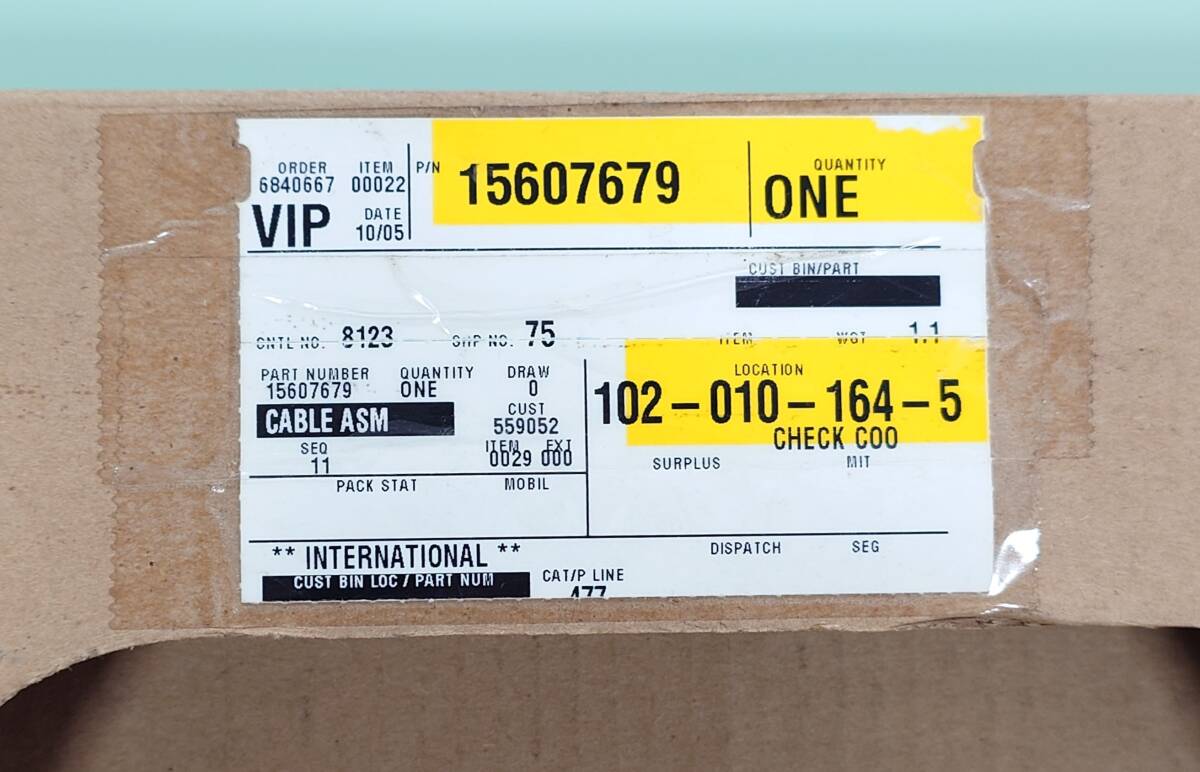 ORDER ITEM P/N 15607679 QUANTITY
6840667 00022 ONE
VIP DATE
10/05
CUST BIN/PART
CNTL NO. 8123 SHP NO. 75 ITEM WGT 1.1
PART NUMBER QUANTITY DRAW LOCATION
15607679 ONE 0 102-010-164-5
CABLE ASM CUST
559052 CHECK COO
SEQ ITEM EXT SURPLUS MIT
11 0029 000
PACK STAT MOBIL
** INTERNATIONAL ** DISPATCH SEG
CUST BIN LOC / PART NUM CAT/P LINE
477